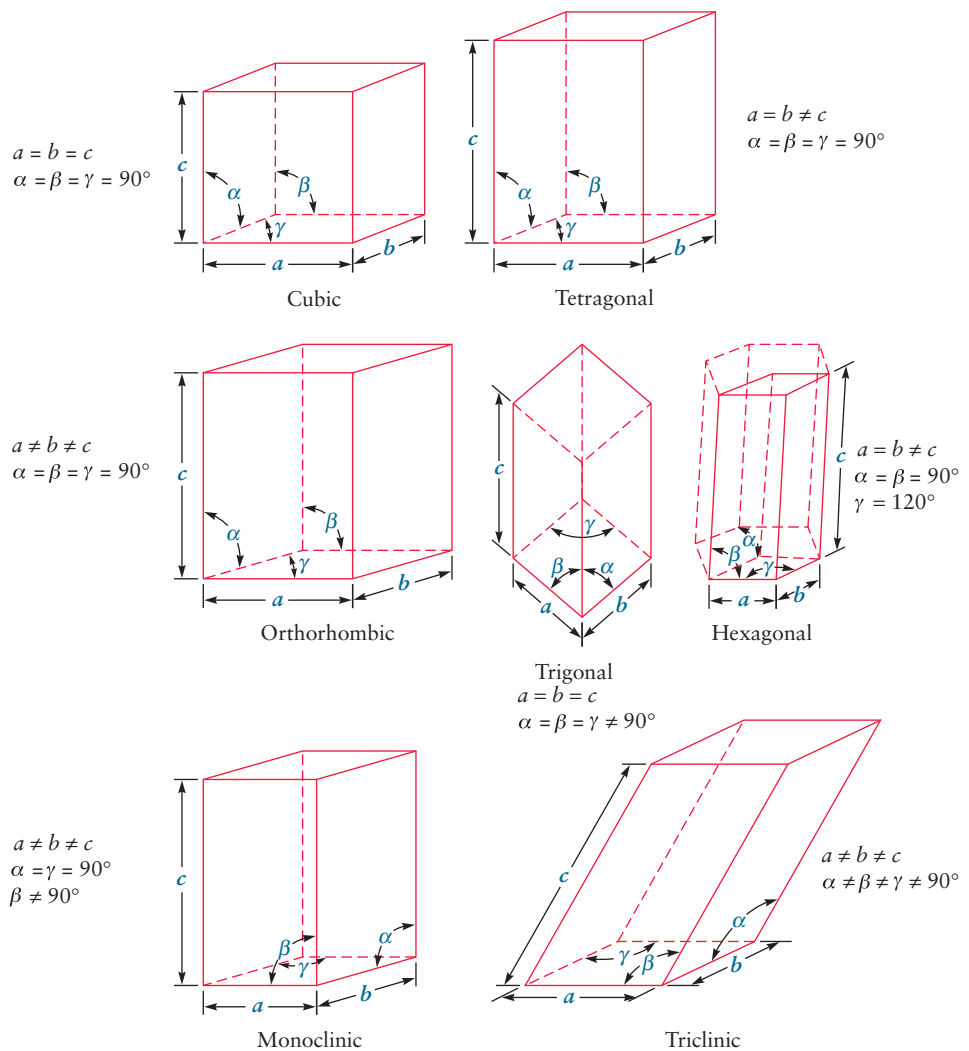 a = b = c
α = β = γ = 90°
c
α
β
γ
a
b
Cubic
c
α
β
γ
a
b
Tetragonal
a = b ≠ c
α = β = γ = 90°
a ≠ b ≠ c
α = β = γ = 90°
c
α
β
γ
a
b
Orthorhombic
c
γ
β
α
a
b
Trigonal
a = b = c
α = β = γ ≠ 90°
c
α
β
γ
a
b
Hexagonal
a = b ≠ c
α = β = 90°
γ = 120°
a ≠ b ≠ c
α = γ = 90°
β ≠ 90°
c
β
α
γ
a
b
Monoclinic
c
α
γ
β
b
a
Triclinic
a ≠ b ≠ c
α ≠ β ≠ γ ≠ 90°